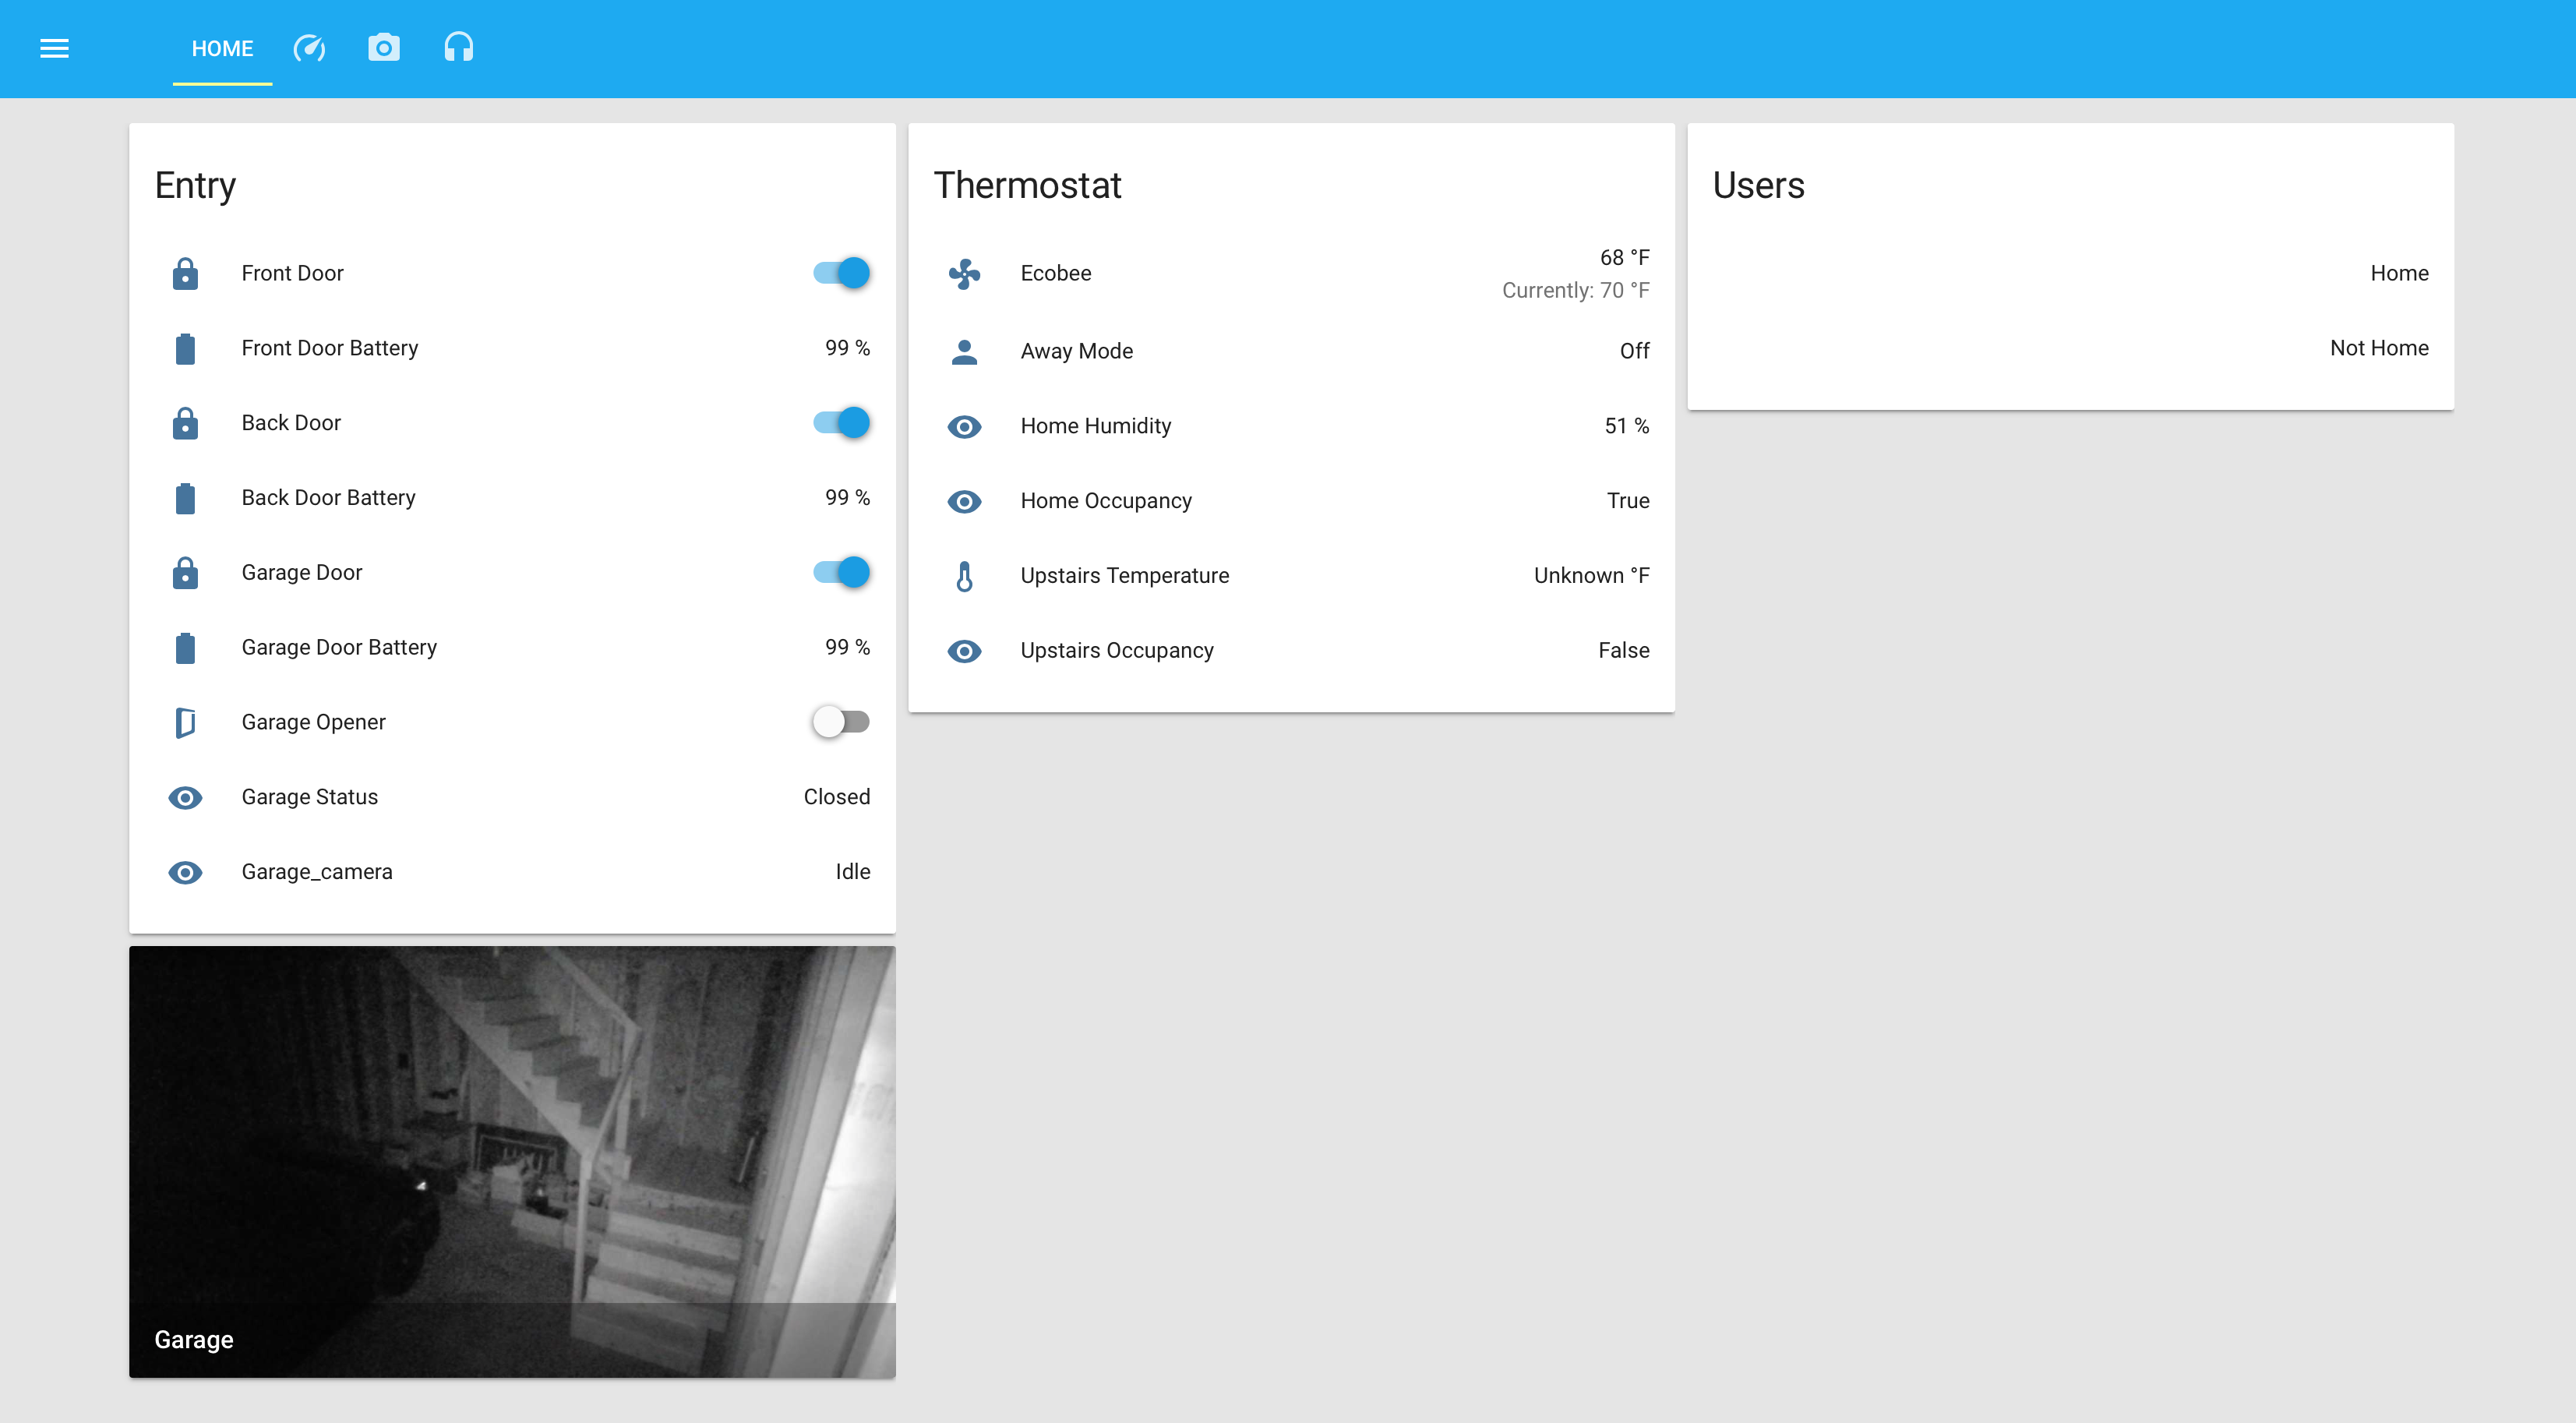 HOME
Entry
Front Door
Front Door Battery 99 %
Back Door
Back Door Battery 99 %
Garage Door
Garage Door Battery 99 %
Garage Opener
Garage Status Closed
Garage_camera Idle
Garage
Thermostat
Ecobee 68 °F
Currently: 70 °F
Away Mode Off
Home Humidity 51 %
Home Occupancy True
Upstairs Temperature Unknown °F
Upstairs Occupancy False
Users
Home
Not Home